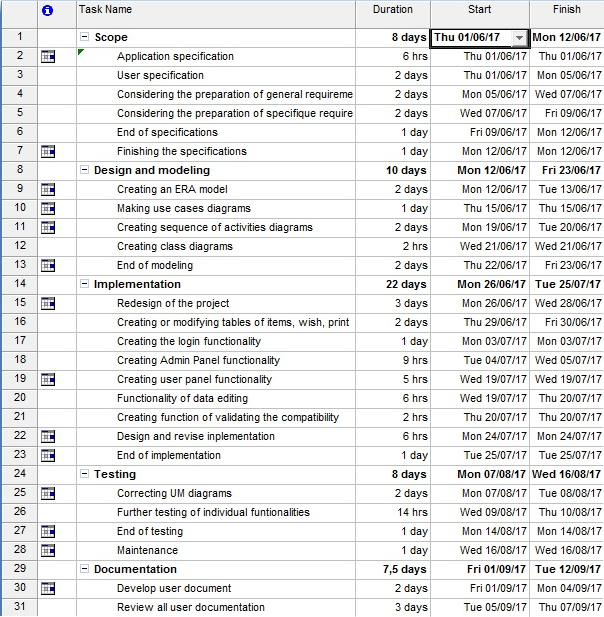 Task Name Duration Start Finish
1 Scope 8 days Thu 01/06/17 Mon 12/06/17
2 Application specification 6 hrs Thu 01/06/17 Thu 01/06/17
3 User specification 2 days Thu 01/06/17 Mon 05/06/17
4 Considering the preparation of general requireme 2 days Mon 05/06/17 Wed 07/06/17
5 Considering the preparation of specifique require 2 days Wed 07/06/17 Fri 09/06/17
6 End of specifications 1 day Fri 09/06/17 Mon 12/06/17
7 Finishing the specifications 1 day Mon 12/06/17 Mon 12/06/17
8 Design and modeling 10 days Mon 12/06/17 Fri 23/06/17
9 Creating an ERA model 2 days Mon 12/06/17 Tue 13/06/17
10 Making use cases diagrams 1 day Thu 15/06/17 Thu 15/06/17
11 Creating sequence of activities diagrams 2 days Mon 19/06/17 Tue 20/06/17
12 Creating class diagrams 2 hrs Wed 21/06/17 Wed 21/06/17
13 End of modeling 2 days Thu 22/06/17 Fri 23/06/17
14 Implementation 22 days Mon 26/06/17 Tue 25/07/17
15 Redesign of the project 3 days Mon 26/06/17 Wed 28/06/17
16 Creating or modifying tables of items, wish, print 2 days Thu 29/06/17 Fri 30/06/17
17 Creating the login functionality 1 day Mon 03/07/17 Mon 03/07/17
18 Creating Admin Panel functionality 9 hrs Tue 04/07/17 Wed 05/07/17
19 Creating user panel functionality 5 hrs Wed 19/07/17 Wed 19/07/17
20 Functionality of data editing 6 hrs Wed 19/07/17 Thu 20/07/17
21 Creating function of validating the compatibility 2 hrs Thu 20/07/17 Thu 20/07/17
22 Design and revise inplementation 6 hrs Mon 24/07/17 Mon 24/07/17
23 End of implementation 1 day Tue 25/07/17 Tue 25/07/17
24 Testing 8 days Mon 07/08/17 Wed 16/08/17
25 Correcting UM diagrams 2 days Mon 07/08/17 Tue 08/08/17
26 Further testing of individual funtionalities 14 hrs Wed 09/08/17 Thu 10/08/17
27 End of testing 1 day Mon 14/08/17 Mon 14/08/17
28 Maintenance 1 day Wed 16/08/17 Wed 16/08/17
29 Documentation 7,5 days Fri 01/09/17 Tue 12/09/17
30 Develop user document 2 days Fri 01/09/17 Mon 04/09/17
31 Review all user documentation 3 days Tue 05/09/17 Thu 07/09/17